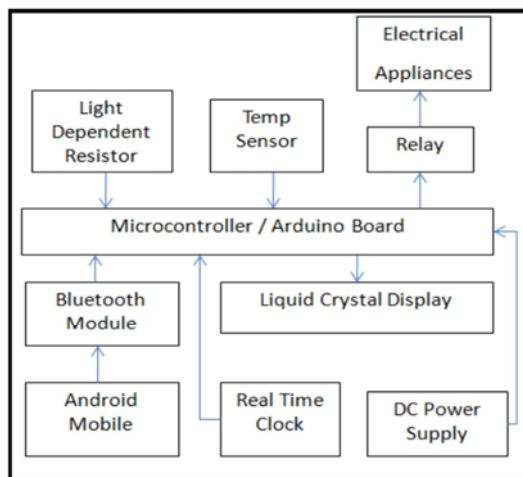 Electrical
Appliances
Light
Dependent
Resistor
Temp
Sensor
Relay
Microcontroller / Arduino Board
Bluetooth
Module
Liquid Crystal Display
Android
Mobile
Real Time
Clock
DC Power
Supply